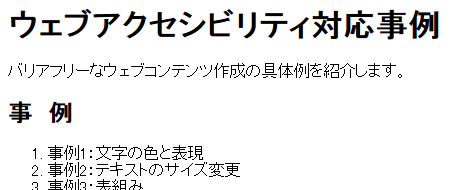 ウェブアクセシビリティ対応事例
バリアフリーなウェブコンテンツ作成の具体例を紹介します。
事　例
1. 事例1：文字の色と表現
2. 事例2：テキストのサイズ変更
3. 事例3：表組み